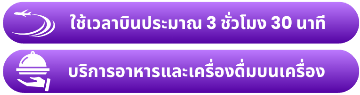 ใช้เวลาบินประมาณ 3 ชั่วโมง 30 นาที
บริการอาหารและเครื่องดื่มบนเครื่อง